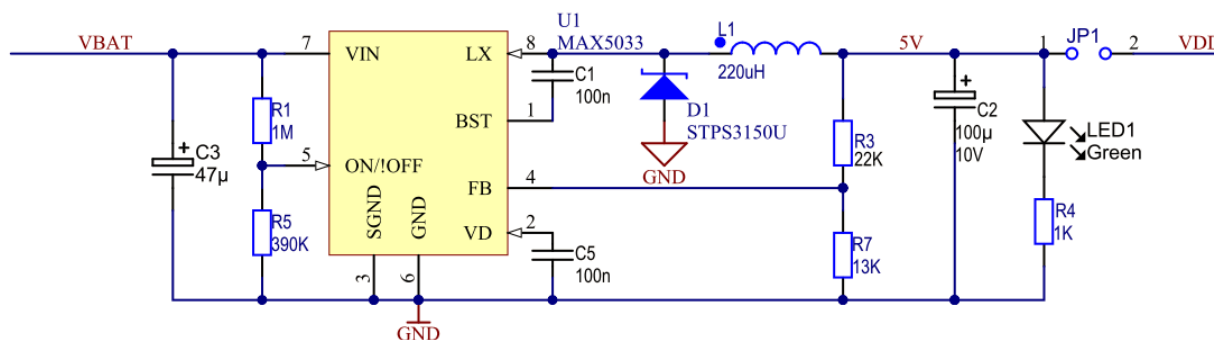 VBAT
7
VIN
LX
8
U1
MAX5033
L1
220uH
5V
1
JP1
2
C1
100n
BST
1
D1
STPS3150U
GND
R1
1M
5
ON/!OFF
C3
47µ
+
R5
390K
SGND
GND
3
6
FB
4
VD
2
C5
100n
R3
22K
R7
13K
+
C2
100µ
10V
LED1
Green
R4
1K
GND